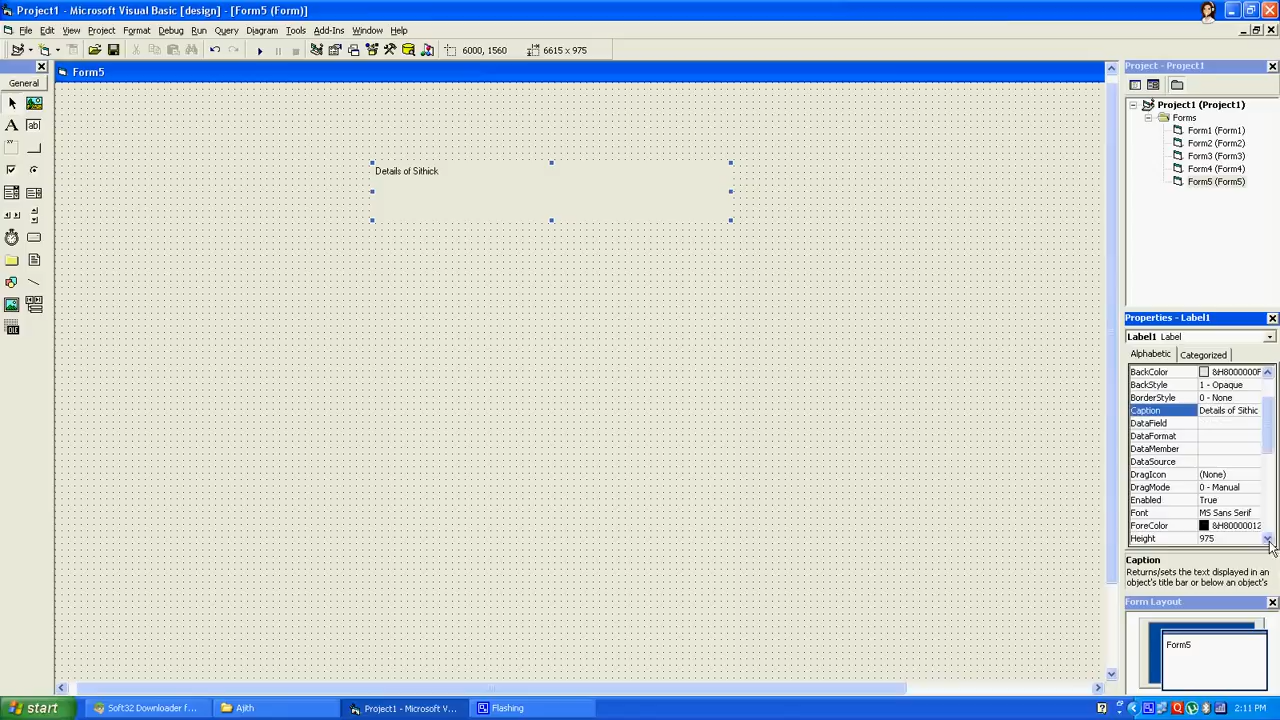 Project1 - Microsoft Visual Basic [design] - [Form5 (Form)]
File Edit View Project Format Debug Run Query Diagram Tools Add-Ins Window Help
6000, 1560 6615 x 975
General
Form5
Details of Sithick
Project - Project1
Project1 (Project1)
Forms
Form1 (Form1)
Form2 (Form2)
Form3 (Form3)
Form4 (Form4)
Form5 (Form5)
Properties - Label1
Label1 Label
Alphabetic Categorized
BackColor &H8000000F
BackStyle 1 - Opaque
BorderStyle 0 - None
Caption Details of Sithic
DataField
DataFormat
DataMember
DataSource
DragIcon (None)
DragMode 0 - Manual
Enabled True
Font MS Sans Serif
ForeColor &H80000012
Height 975
Caption
Returns/sets the text displayed in an
object's title bar or below an object's
Form Layout
Form5
start Soft32 Downloader f... Ajith Project1 - Microsoft V... Flashing 2:11 PM